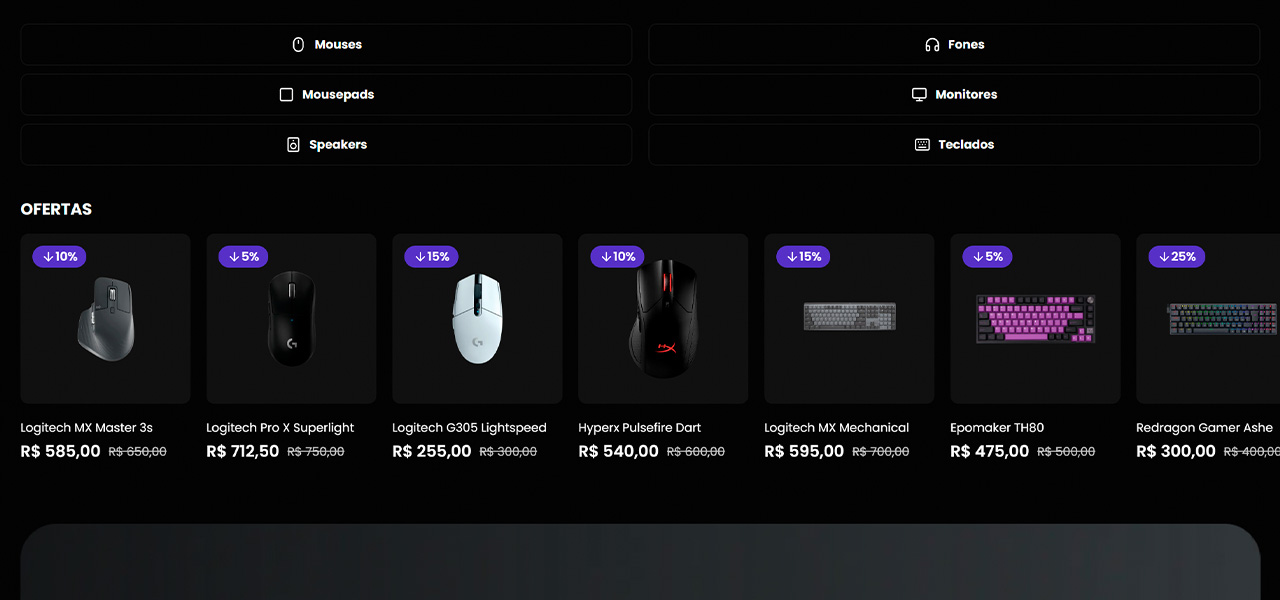 Mouses
Fones
Mousepads
Monitores
Speakers
Teclados
OFERTAS
↓10%
↓5%
↓15%
↓10%
↓15%
↓5%
↓25%
Logitech MX Master 3s
R$ 585,00 R$ 650,00
Logitech Pro X Superlight
R$ 712,50 R$ 750,00
Logitech G305 Lightspeed
R$ 255,00 R$ 300,00
Hyperx Pulsefire Dart
R$ 540,00 R$ 600,00
Logitech MX Mechanical
R$ 595,00 R$ 700,00
Epomaker TH80
R$ 475,00 R$ 500,00
Redragon Gamer Ashe
R$ 300,00 R$ 400,00